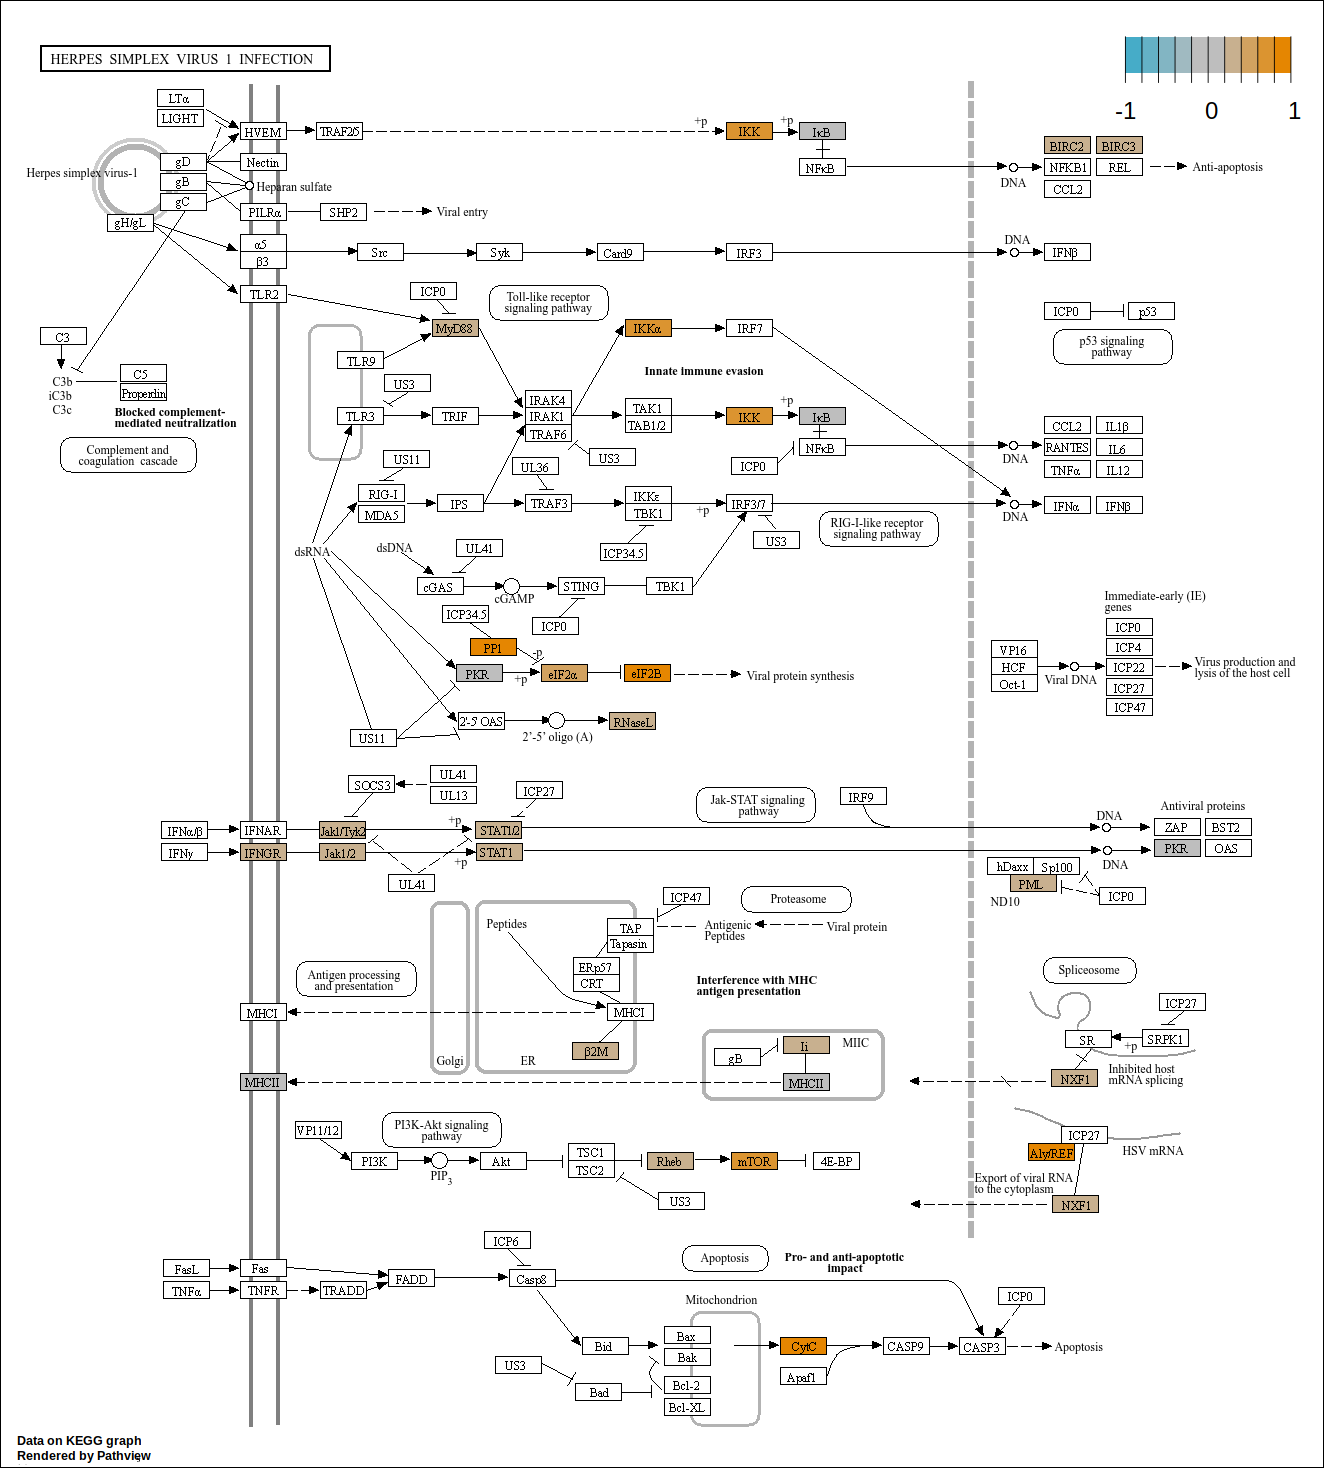 HERPES SIMPLEX VIRUS 1 INFECTION
-1
0
1
LTα
LIGHT
HVEM
TRAF2/5
+p
IKK
+p
IκB
NFκB
DNA
BIRC2
BIRC3
NFKB1
REL
CCL2
Anti-apoptosis
Herpes simplex virus-1
gD
gB
gC
gH/gL
Nectin
Heparan sulfate
PILRα
SHP2
Viral entry
α5
β3
Src
Syk
Card9
IRF3
DNA
IFNβ
TLR2
ICP0
MyD88
Toll-like receptor
signaling pathway
IKKα
IRF7
ICP0
p53
p53 signaling
pathway
C3
C3b
iC3b
C3c
C5
Properdin
Blocked complement-
mediated neutralization
Complement and
coagulation cascade
TLR9
US3
TLR3
TRIF
IRAK4
IRAK1
TRAF6
US3
Innate immune evasion
TAK1
TAB1/2
IKK
+p
IκB
NFκB
ICP0
DNA
CCL2
IL1β
RANTES
IL6
TNFα
IL12
US11
RIG-I
MDA5
IPS
UL36
TRAF3
IKKε
TBK1
+p
IRF3/7
US3
RIG-I-like receptor
signaling pathway
DNA
IFNα
IFNβ
ICP34.5
dsRNA
dsDNA
UL41
cGAS
cGAMP
STING
TBK1
ICP0
ICP34.5
PP1
-p
PKR
+p
eIF2α
eIF2B
Viral protein synthesis
US11
2'-5' OAS
2'-5' oligo (A)
RNaseL
Immediate-early (IE)
genes
ICP0
ICP4
ICP22
ICP27
ICP47
VP16
HCF
Oct-1
Viral DNA
Virus production and
lysis of the host cell
SOCS3
UL41
UL13
ICP27
Jak-STAT signaling
pathway
IRF9
IFNα/β
IFNAR
Jak1/Tyk2
+p
STAT1/2
IFNγ
IFNGR
Jak1/2
+p
STAT1
UL41
DNA
DNA
Antiviral proteins
ZAP
BST2
PKR
OAS
hDaxx
Sp100
PML
ND10
ICP0
ICP47
Proteasome
Peptides
TAP
Tapasin
Antigenic
Peptides
Viral protein
ERp57
CRT
MHCI
β2M
Golgi
ER
Antigen processing
and presentation
MHCI
MHCII
Interference with MHC
antigen presentation
gB
Ii
MHCII
MIIC
Spliceosome
ICP27
SR
+p
SRPK1
NXF1
Inhibited host
mRNA splicing
ICP27
Aly/REF
HSV mRNA
Export of viral RNA
to the cytoplasm
NXF1
VP11/12
PI3K-Akt signaling
pathway
PI3K
PIP3
Akt
TSC1
TSC2
Rheb
mTOR
4E-BP
US3
ICP6
Apoptosis
Pro- and anti-apoptotic
impact
FasL
Fas
TNFα
TNFR
TRADD
FADD
Casp8
Mitochondrion
ICP0
Bid
Bax
Bak
Bcl-2
Bcl-XL
US3
Bad
CytC
Apaf1
CASP9
CASP3
Apoptosis
Data on KEGG graph
Rendered by Pathview